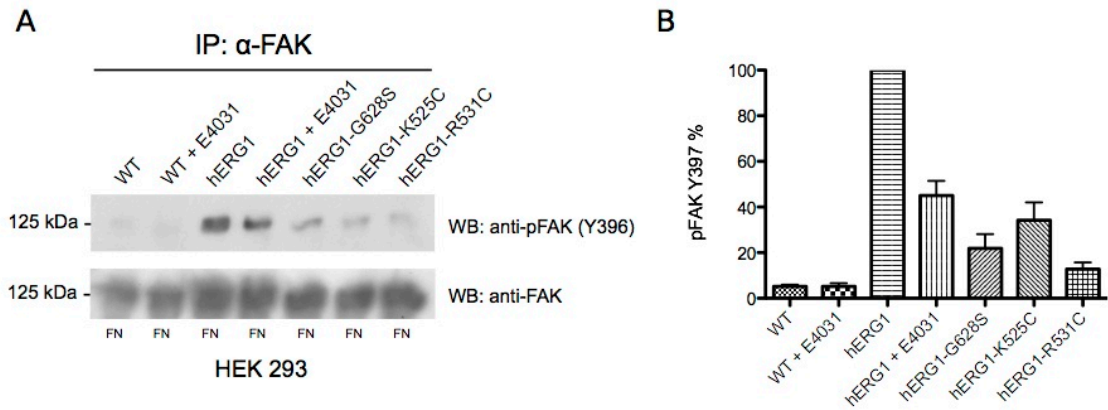 A
IP: α-FAK
WT
WT + E4031
hERG1
hERG1 + E4031
hERG1-G628S
hERG1-K525C
hERG1-R531C
125 kDa -
WB: anti-pFAK (Y396)
125 kDa -
WB: anti-FAK
FN FN FN FN FN FN FN
HEK 293
B
pFAK Y397 %
100
80
60
40
20
0
WT
WT + E4031
hERG1
hERG1 + E4031
hERG1-G628S
hERG1-K525C
hERG1-R531C